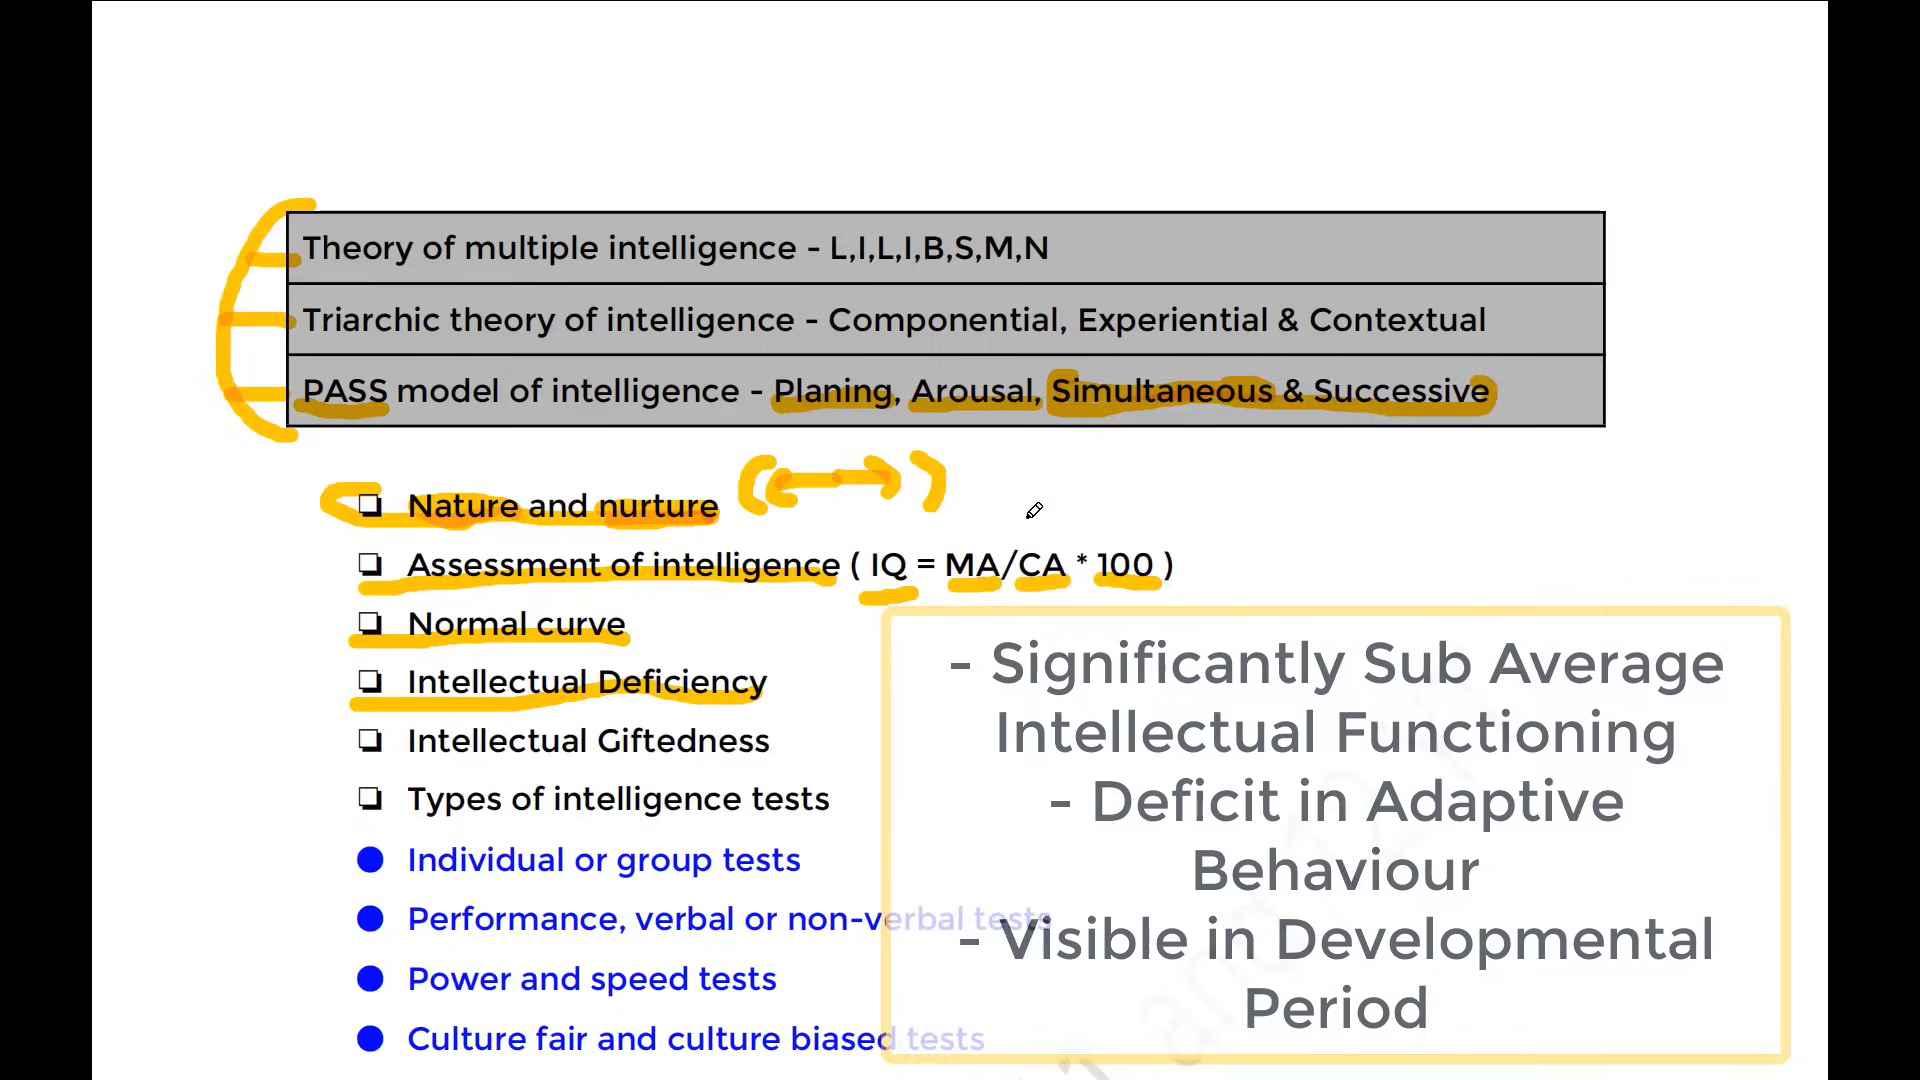 Theory of multiple intelligence - L,I,L,I,B,S,M,N
Triarchic theory of intelligence - Componential, Experiential & Contextual
PASS model of intelligence - Planing, Arousal, Simultaneous & Successive
❏ Nature and nurture
❏ Assessment of intelligence ( IQ = MA/CA * 100 )
❏ Normal curve
❏ Intellectual Deficiency
❏ Intellectual Giftedness
❏ Types of intelligence tests
● Individual or group tests
● Performance, verbal or non-verbal tests
● Power and speed tests
● Culture fair and culture biased tests
- Significantly Sub Average
Intellectual Functioning
- Deficit in Adaptive
Behaviour
- Visible in Developmental
Period